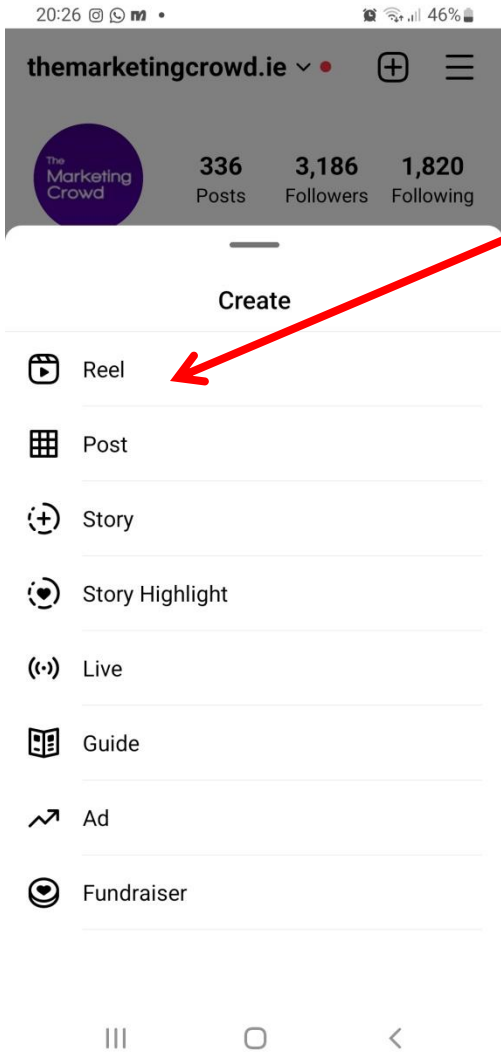 20:26 46%
themarketingcrowd.ie
The
Marketing
Crowd
336 3,186 1,820
Posts Followers Following
Create
Reel
Post
Story
Story Highlight
Live
Guide
Ad
Fundraiser